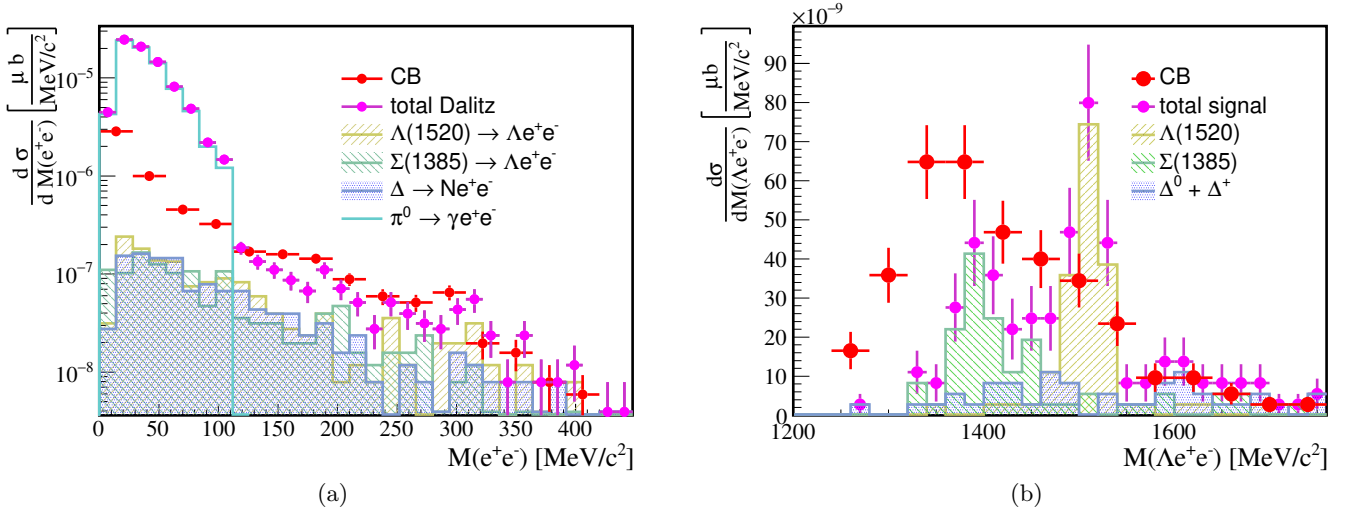 dσ
d M(e⁺e⁻)
[ μ b
MeV/c² ]
10⁻⁵
10⁻⁶
10⁻⁷
10⁻⁸
CB
total Dalitz
Λ(1520) → Λe⁺e⁻
Σ(1385) → Λe⁺e⁻
Δ → Ne⁺e⁻
π⁰ → γe⁺e⁻
0 50 100 150 200 250 300 350 400
M(e⁺e⁻) [MeV/c²]
(a)
×10⁻⁹
dσ
dM(Λe⁺e⁻)
[ μb
MeV/c² ]
90
80
70
60
50
40
30
20
10
0
CB
total signal
Λ(1520)
Σ(1385)
Δ⁰ + Δ⁺
1200 1400 1600
M(Λe⁺e⁻) [MeV/c²]
(b)